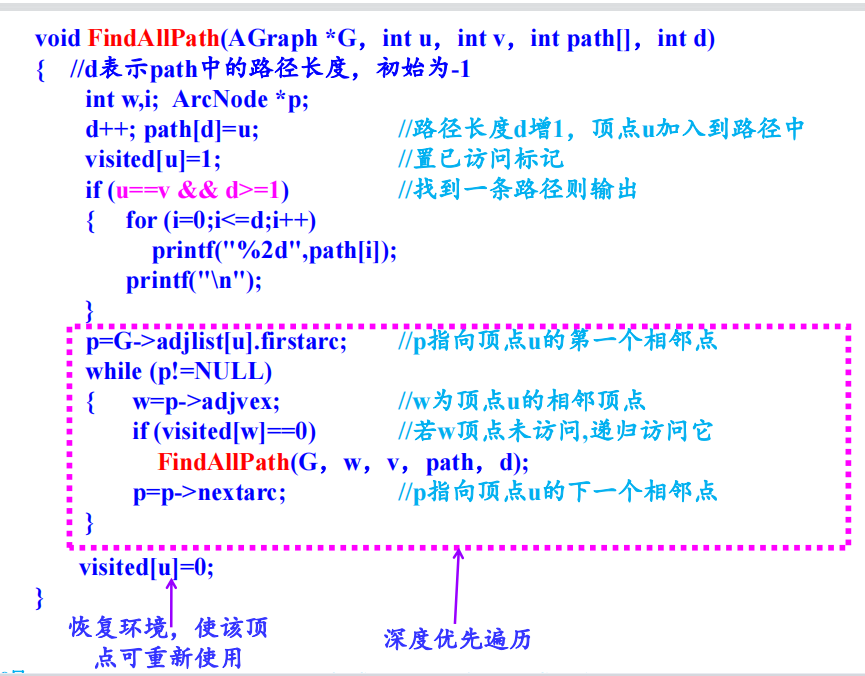 void FindAllPath(AGraph *G，int u，int v，int path[]，int d)
{ //d表示path中的路径长度，初始为-1
int w,i; ArcNode *p;
d++; path[d]=u; //路径长度d增1，顶点u加入到路径中
visited[u]=1; //置已访问标记
if (u==v && d>=1) //找到一条路径则输出
{ for (i=0;i<=d;i++)
printf("%2d",path[i]);
printf("\n");
}
p=G->adjlist[u].firstarc; //p指向顶点u的第一个相邻点
while (p!=NULL)
{ w=p->adjvex; //w为顶点u的相邻顶点
if (visited[w]==0) //若w顶点未访问,递归访问它
FindAllPath(G，w，v，path，d);
p=p->nextarc; //p指向顶点u的下一个相邻点
}
visited[u]=0;
}
恢复环境，使该顶
点可重新使用
深度优先遍历